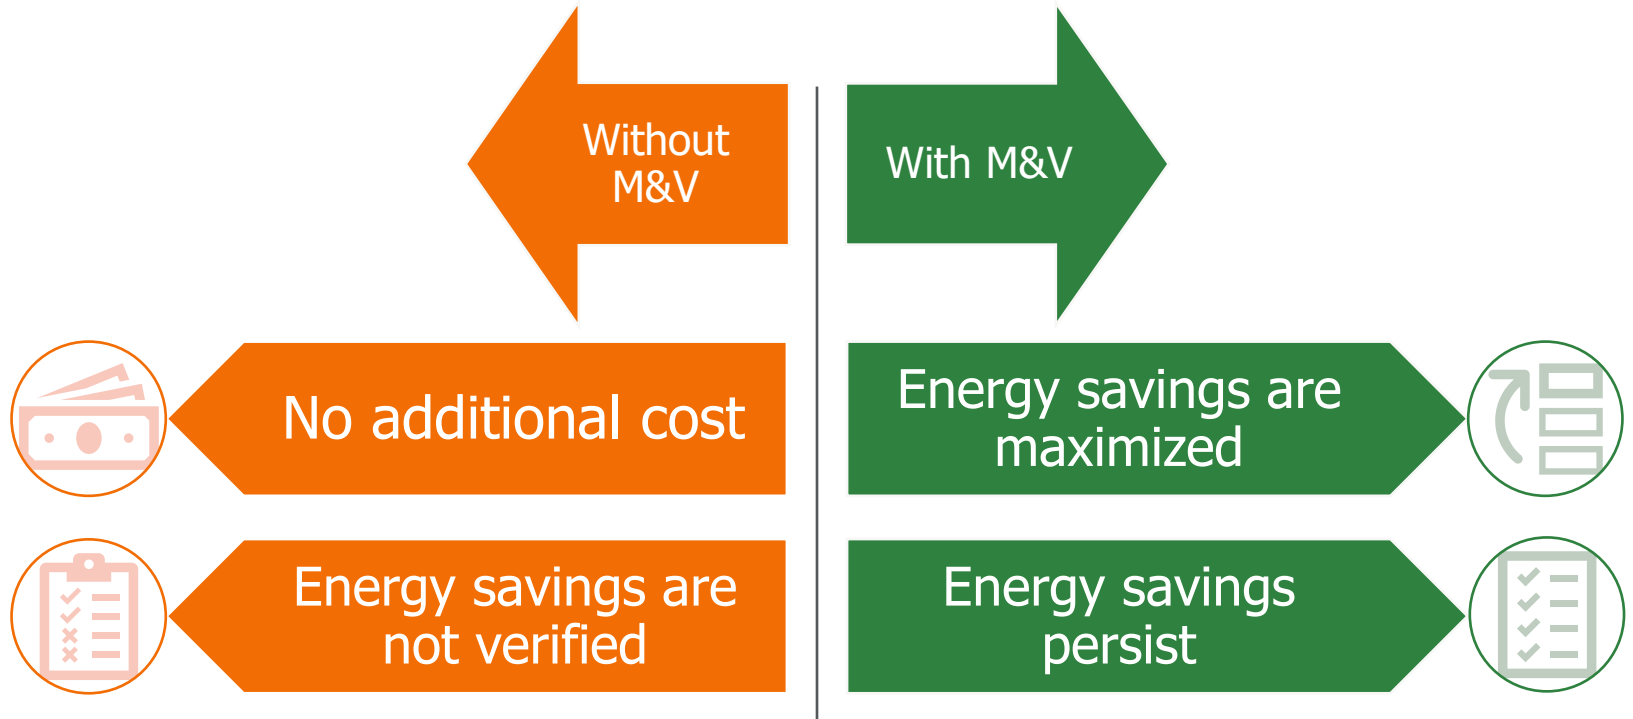 Without
M&V
With M&V
No additional cost
Energy savings are
maximized
Energy savings are
not verified
Energy savings
persist